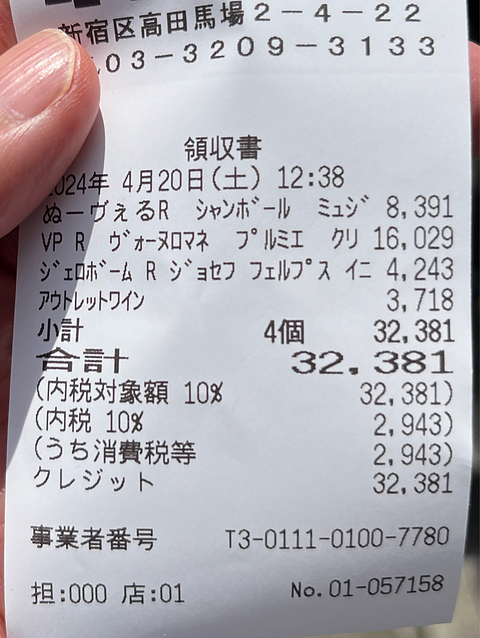 新宿区高田馬場2-4-22
03-3209-3133
領収書
2024年 4月20日(土) 12:38
ぬーヴぇるR シャンボール ミュジ 8,391
VP R ヴォーヌロマネ プルミエ クリ 16,029
ジェロボーム R ジョセフ フェルプス イニ 4,243
アウトレットワイン 3,718
小計 4個 32,381
合計 32,381
(内税対象額 10% 32,381)
(内税 10% 2,943)
(うち消費税等 2,943)
クレジット 32,381
事業者番号 T3-0111-0100-7780
担:000 店:01 No.01-057158